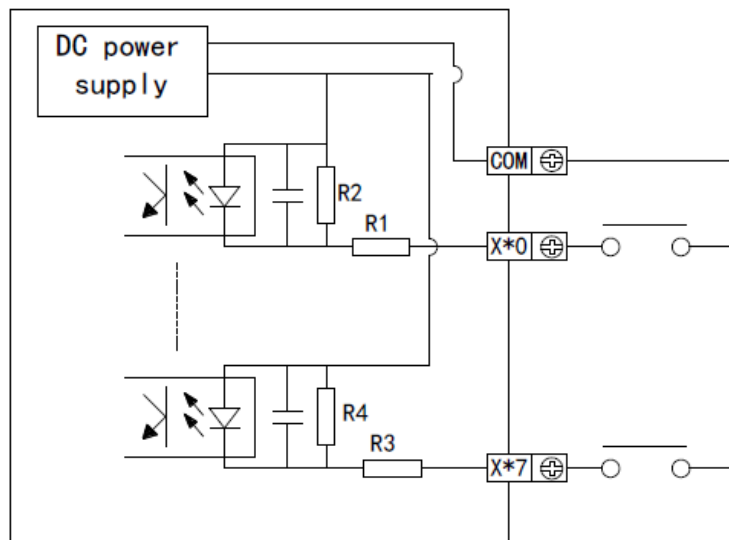 DC power
supply
COM
R2
R1
X*0
R4
R3
X*7